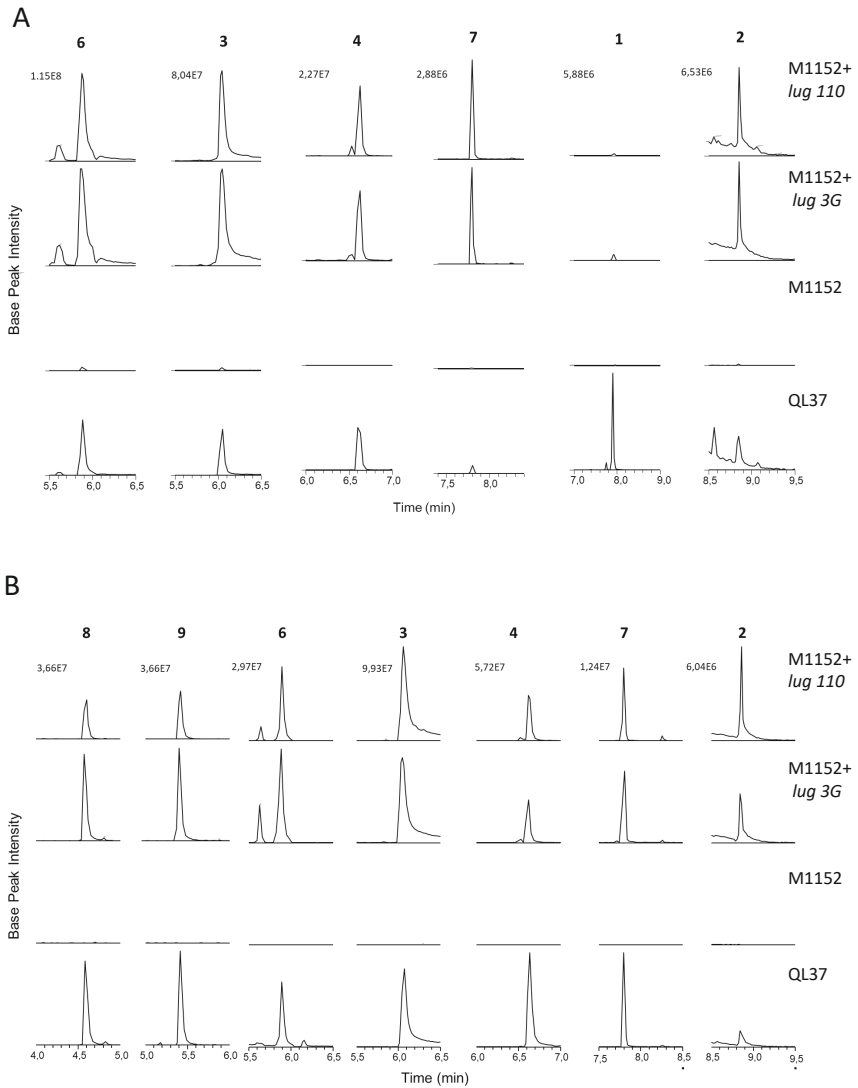 A
6 3 4 7 1 2
1.15E8 8,04E7 2,27E7 2,88E6 5,88E6 6,53E6
M1152+
lug 110
M1152+
lug 3G
M1152
QL37
Base Peak Intensity
5,5 6,0 6,5 5,5 6,0 6,5 6,0 6,5 7,0 7,5 8,0 7,0 8,0 9,0 8,5 9,0 9,5
Time (min)
B
8 9 6 3 4 7 2
3,66E7 3,66E7 2,97E7 9,93E7 5,72E7 1,24E7 6,04E6
M1152+
lug 110
M1152+
lug 3G
M1152
QL37
Base Peak Intensity
4,0 4,5 5,0 5,0 5,5 6,0 5,5 6,0 6,5 5,5 6,0 6,5 6,0 6,5 7,0 7,5 8,0 8,5 8,5 9,0 9,5
Time (min)